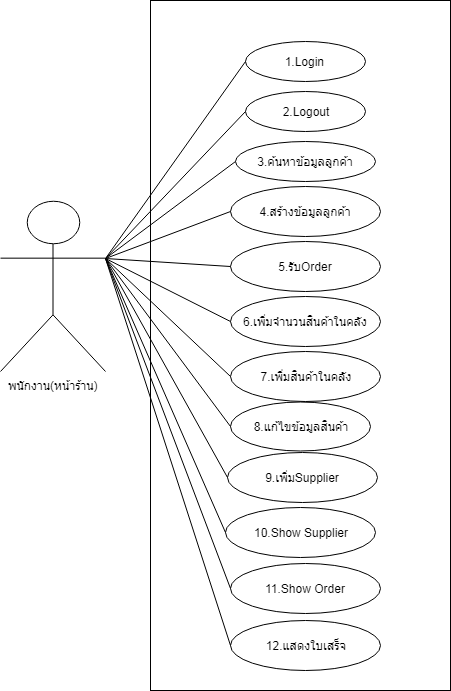 1.Login
2.Logout
3.ค้นหาข้อมูลลูกค้า
4.สร้างข้อมูลลูกค้า
5.รับOrder
6.เพิ่มจำนวนสินค้าในคลัง
7.เพิ่มสินค้าในคลัง
พนักงาน(หน้าร้าน)
8.แก้ไขข้อมูลสินค้า
9.เพิ่มSupplier
10.Show Supplier
11.Show Order
12.แสดงใบเสร็จ